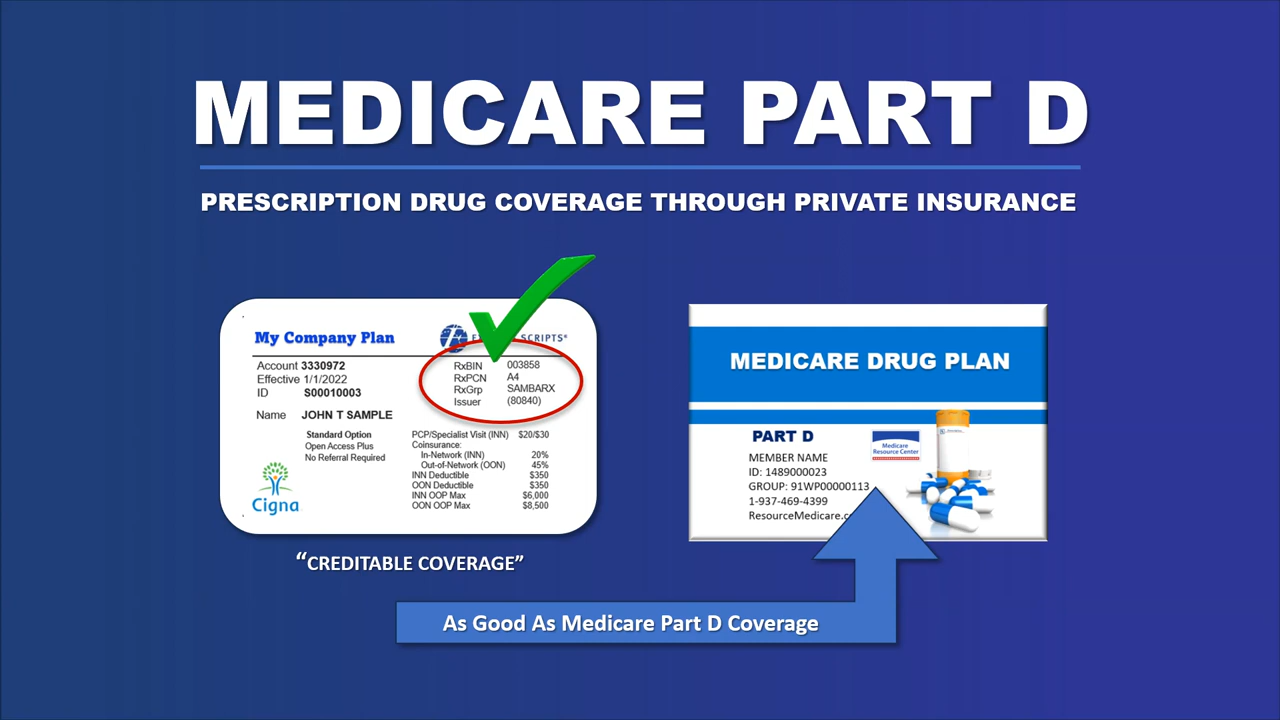 MEDICARE PART D
PRESCRIPTION DRUG COVERAGE THROUGH PRIVATE INSURANCE
My Company Plan
SCRIPTS®
Account 3330972
Effective 1/1/2022
ID S00010003
Name JOHN T SAMPLE
RxBIN 003858
RxPCN A4
RxGrp SAMBARX
Issuer (80840)
Standard Option
Open Access Plus
No Referral Required
PCP/Specialist Visit (INN) $20/$30
Coinsurance:
In-Network (INN) 20%
Out-of-Network (OON) 45%
INN Deductible $350
OON Deductible $350
INN OOP Max $6,000
OON OOP Max $8,500
Cigna
“CREDITABLE COVERAGE”
MEDICARE DRUG PLAN
PART D
MEMBER NAME
ID: 1489000023
GROUP: 91WP00000113
1-937-469-4399
ResourceMedicare.c
Medicare
Resource Center
As Good As Medicare Part D Coverage